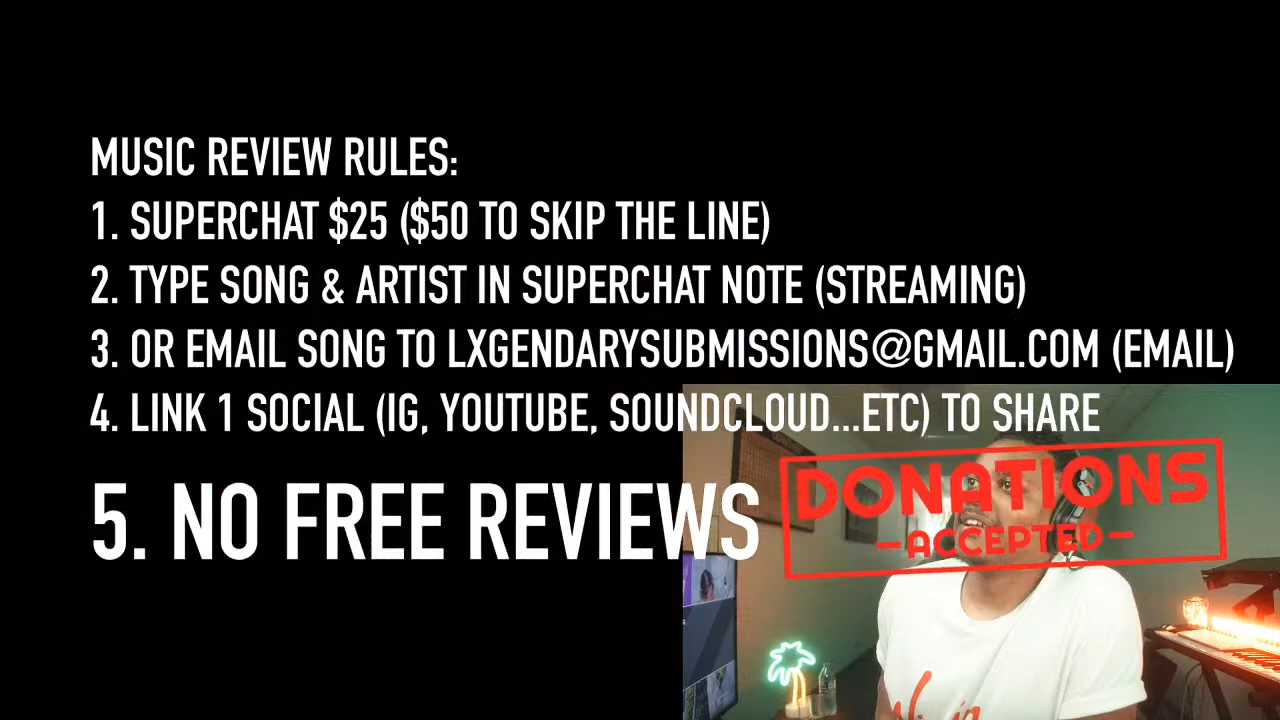 MUSIC REVIEW RULES:
1. SUPERCHAT $25 ($50 TO SKIP THE LINE)
2. TYPE SONG & ARTIST IN SUPERCHAT NOTE (STREAMING)
3. OR EMAIL SONG TO LXGENDARYSUBMISSIONS@GMAIL.COM (EMAIL)
4. LINK 1 SOCIAL (IG, YOUTUBE, SOUNDCLOUD...ETC) TO SHARE
5. NO FREE REVIEWS
DONATIONS
–ACCEPTED–